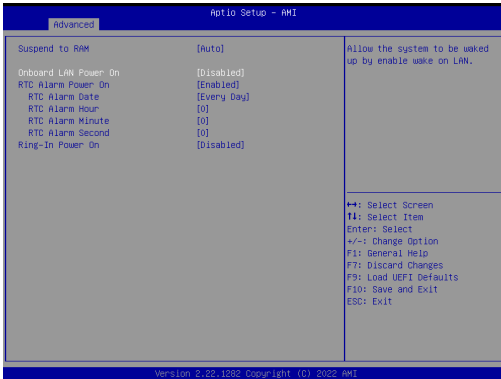 Aptio Setup - AMI
Advanced
Suspend to RAM [Auto]
Onboard LAN Power On [Disabled]
RTC Alarm Power On [Enabled]
RTC Alarm Date [Every Day]
RTC Alarm Hour [0]
RTC Alarm Minute [0]
RTC Alarm Second [0]
Ring-In Power On [Disabled]
Allow the system to be waked
up by enable wake on LAN.
↔: Select Screen
↑↓: Select Item
Enter: Select
+/-: Change Option
F1: General Help
F7: Discard Changes
F9: Load UEFI Defaults
F10: Save and Exit
ESC: Exit
Version 2.22.1282 Copyright (C) 2022 AMI